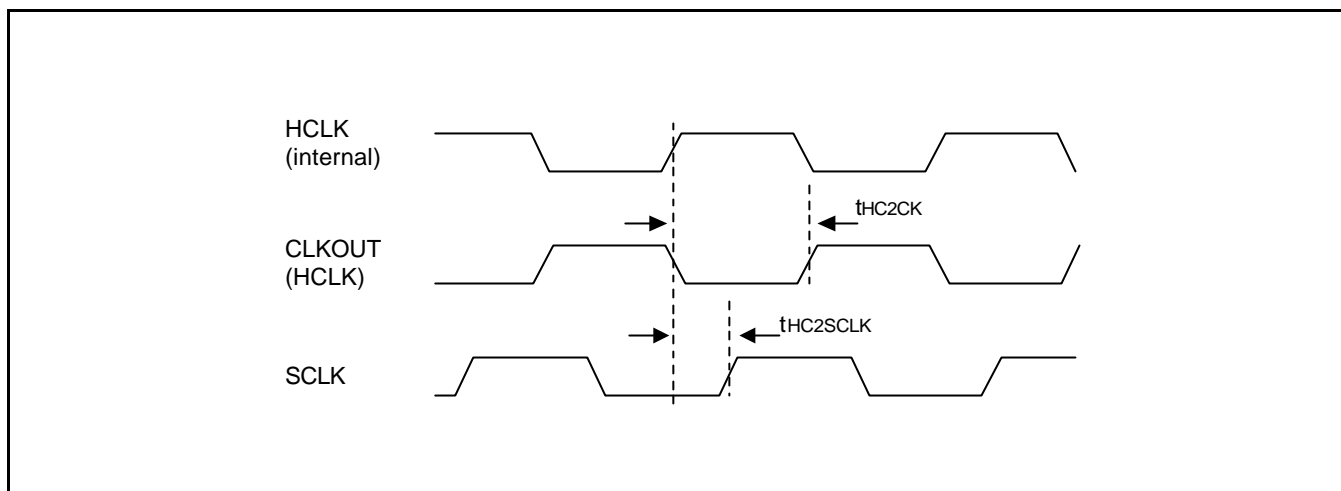 HCLK
(internal)
tHC2CK
CLKOUT
(HCLK)
tHC2SCLK
SCLK